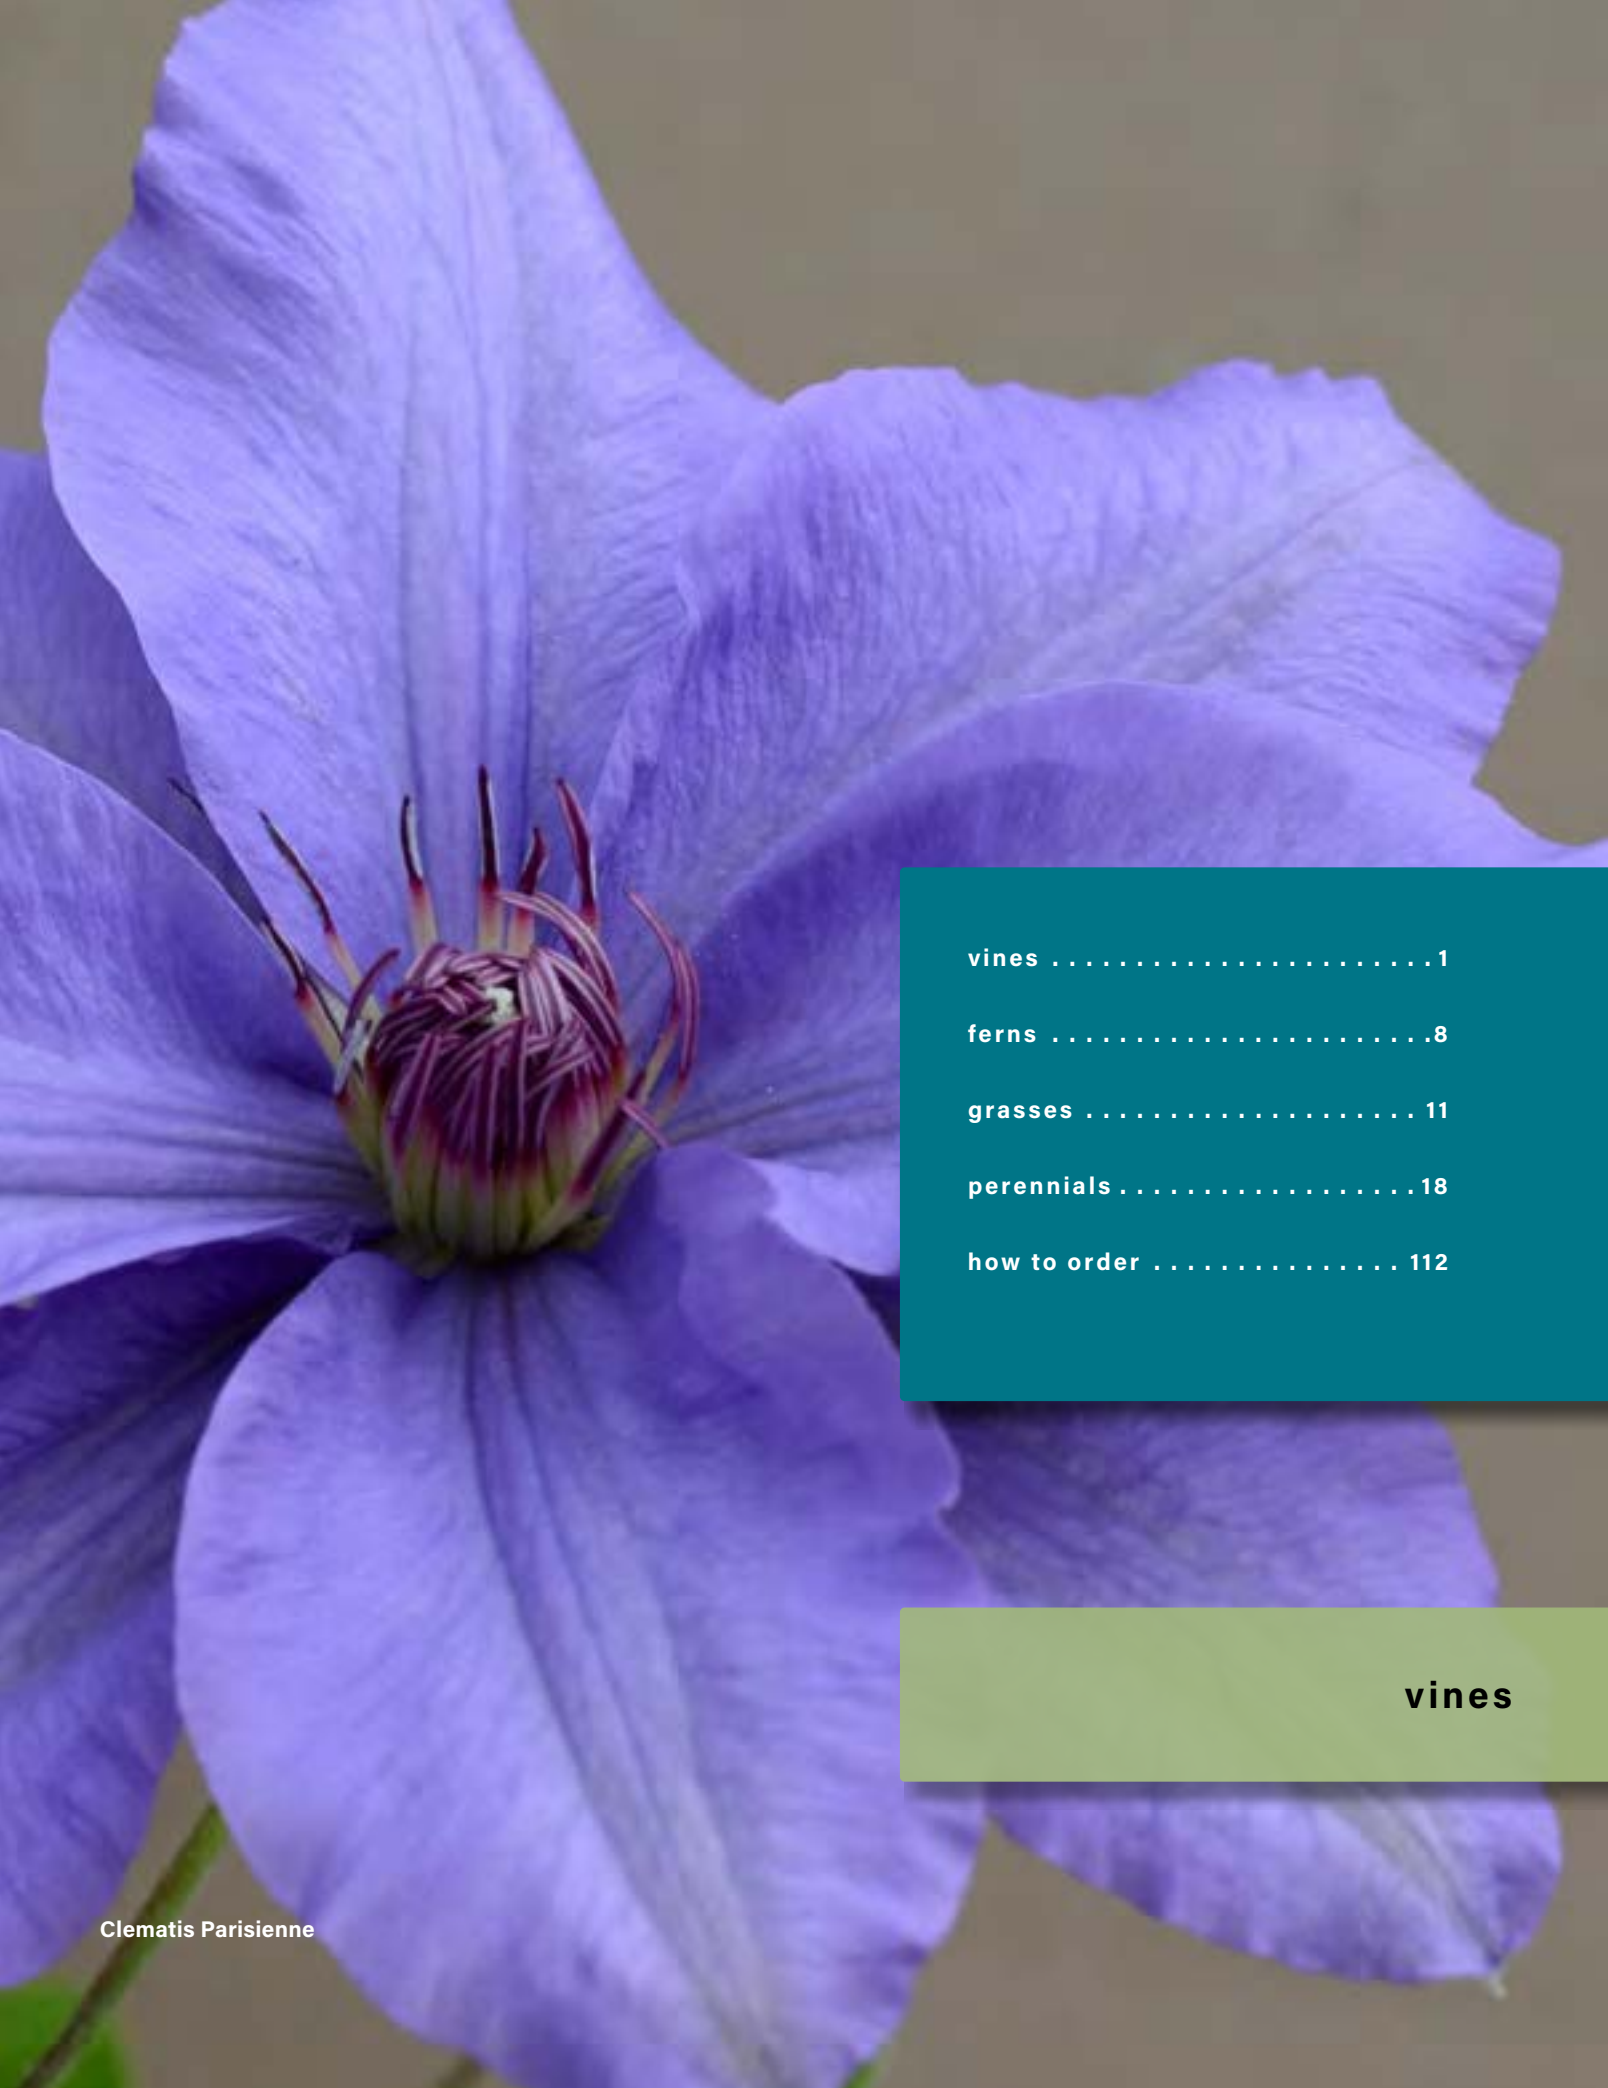 vines . . . . . . . . . . . . . . . . . . . . . . . 1
ferns . . . . . . . . . . . . . . . . . . . . . . . 8
grasses . . . . . . . . . . . . . . . . . . . . 11
perennials . . . . . . . . . . . . . . . . . . 18
how to order . . . . . . . . . . . . . . . 112
vines
Clematis Parisienne